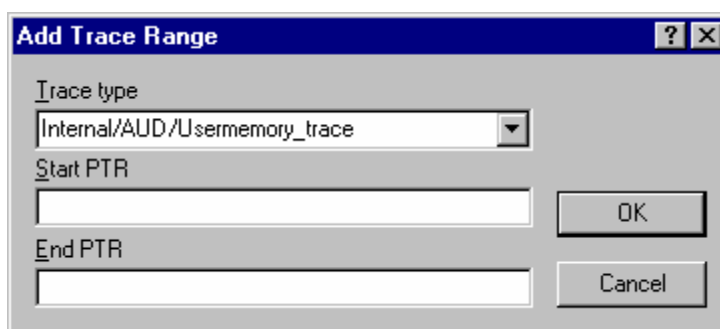 Add Trace Range
Trace type
Internal/AUD/Usermemory_trace
Start PTR
OK
End PTR
Cancel